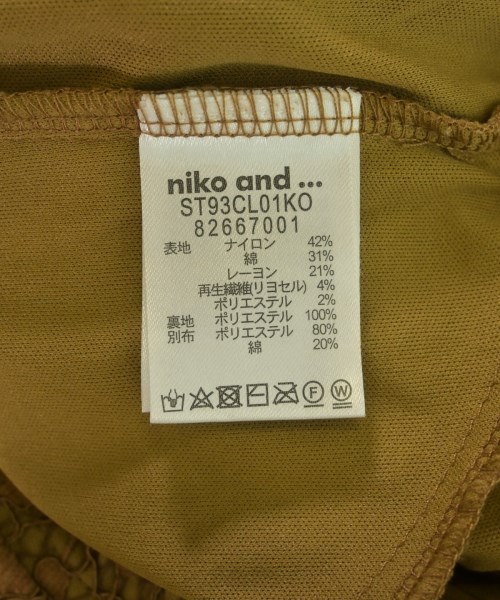 niko and ...
ST93CL01KO
82667001
表地 ナイロン 42%
綿 31%
レーヨン 21%
再生繊維(リヨセル) 4%
ポリエステル 2%
裏地 ポリエステル 100%
別布 ポリエステル 80%
綿 20%
F W